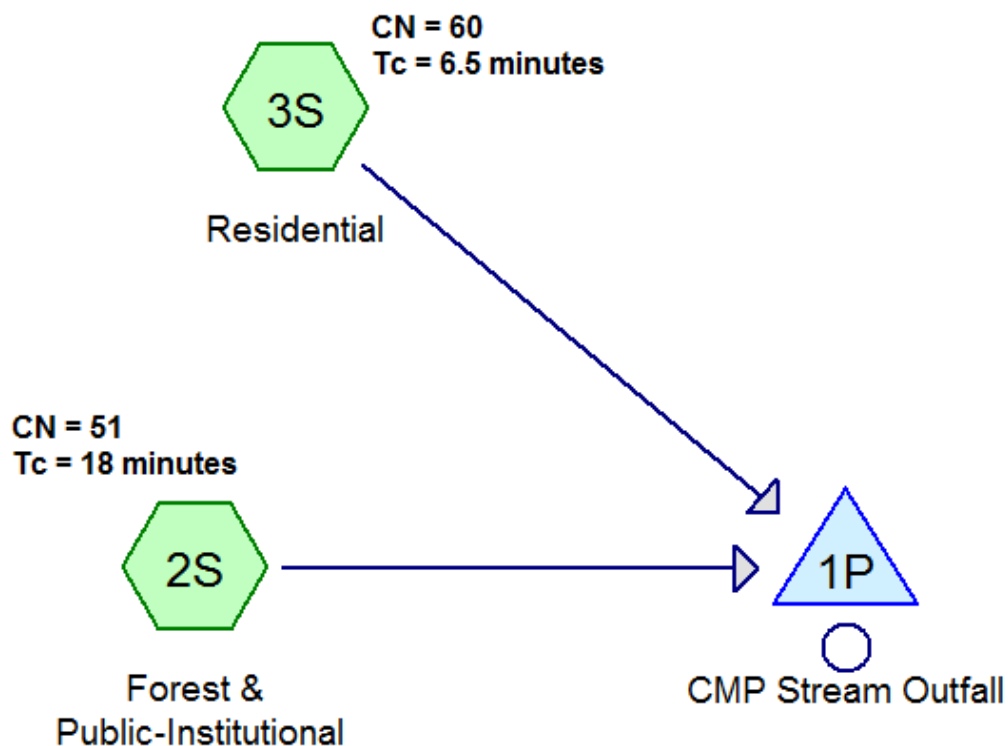 CN = 60
Tc = 6.5 minutes
3S
Residential
CN = 51
Tc = 18 minutes
2S
Forest &
Public-Institutional
1P
CMP Stream Outfall